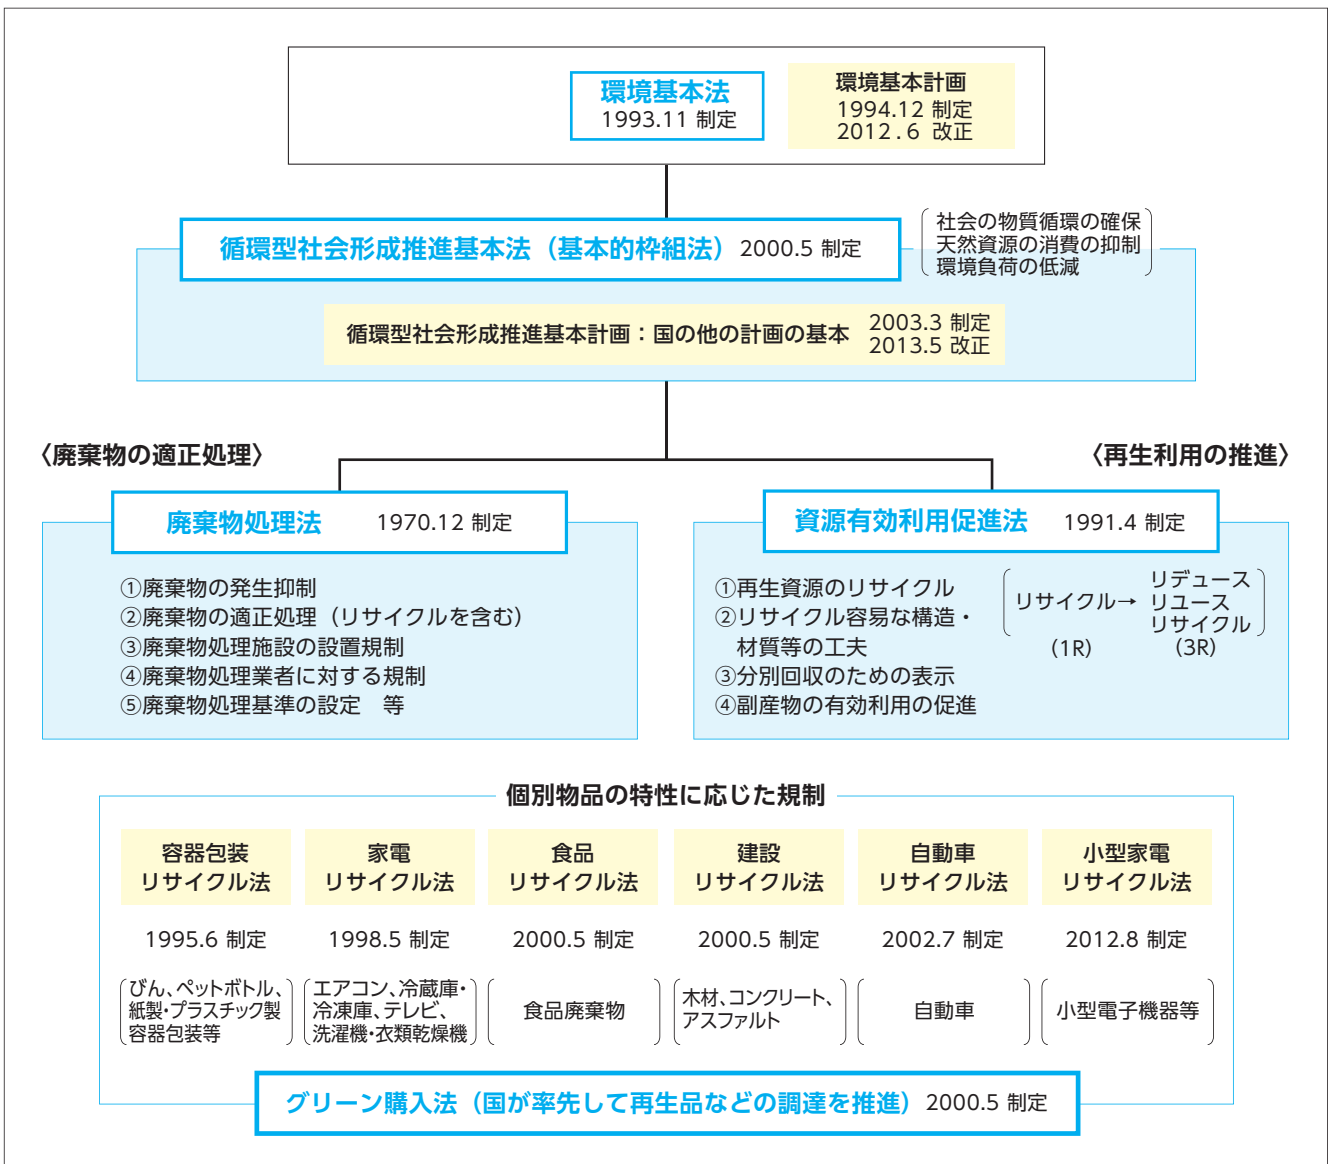 環境基本法
1993.11 制定
環境基本計画
1994.12 制定
2012.6 改正
循環型社会形成推進基本法（基本的枠組法） 2000.5 制定
社会の物質循環の確保
天然資源の消費の抑制
環境負荷の低減
循環型社会形成推進基本計画：国の他の計画の基本
2003.3 制定
2013.5 改正
〈廃棄物の適正処理〉
〈再生利用の推進〉
廃棄物処理法 1970.12 制定
①廃棄物の発生抑制
②廃棄物の適正処理（リサイクルを含む）
③廃棄物処理施設の設置規制
④廃棄物処理業者に対する規制
⑤廃棄物処理基準の設定　等
資源有効利用促進法 1991.4 制定
①再生資源のリサイクル
②リサイクル容易な構造・
材質等の工夫
③分別回収のための表示
④副産物の有効利用の促進
リサイクル→
(1R)
リデュース
リユース
リサイクル
(3R)
個別物品の特性に応じた規制
容器包装
リサイクル法
1995.6 制定
びん、ペットボトル、
紙製・プラスチック製
容器包装等
家電
リサイクル法
1998.5 制定
エアコン、冷蔵庫・
冷凍庫、テレビ、
洗濯機・衣類乾燥機
食品
リサイクル法
2000.5 制定
食品廃棄物
建設
リサイクル法
2000.5 制定
木材、コンクリート、
アスファルト
自動車
リサイクル法
2002.7 制定
自動車
小型家電
リサイクル法
2012.8 制定
小型電子機器等
グリーン購入法（国が率先して再生品などの調達を推進） 2000.5 制定